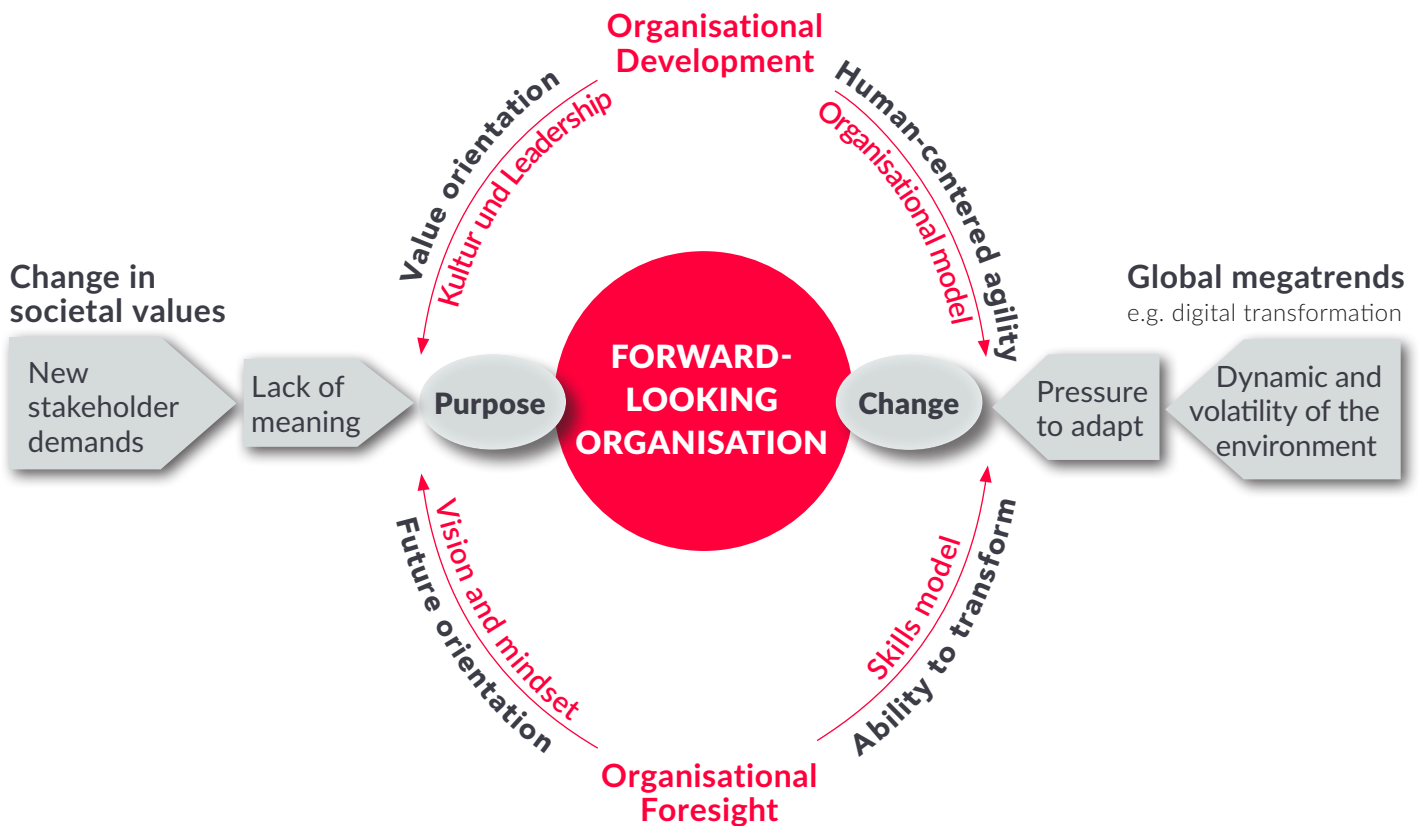 Organisational
Development
Value orientation
Kultur und Leadership
Human-centered agility
Organisational model
Change in
societal values
New
stakeholder
demands
Lack of
meaning
Purpose
FORWARD-
LOOKING
ORGANISATION
Change
Global megatrends
e.g. digital transformation
Pressure
to adapt
Dynamic and
volatility of the
environment
Future orientation
Vision and mindset
Skills model
Ability to transform
Organisational
Foresight